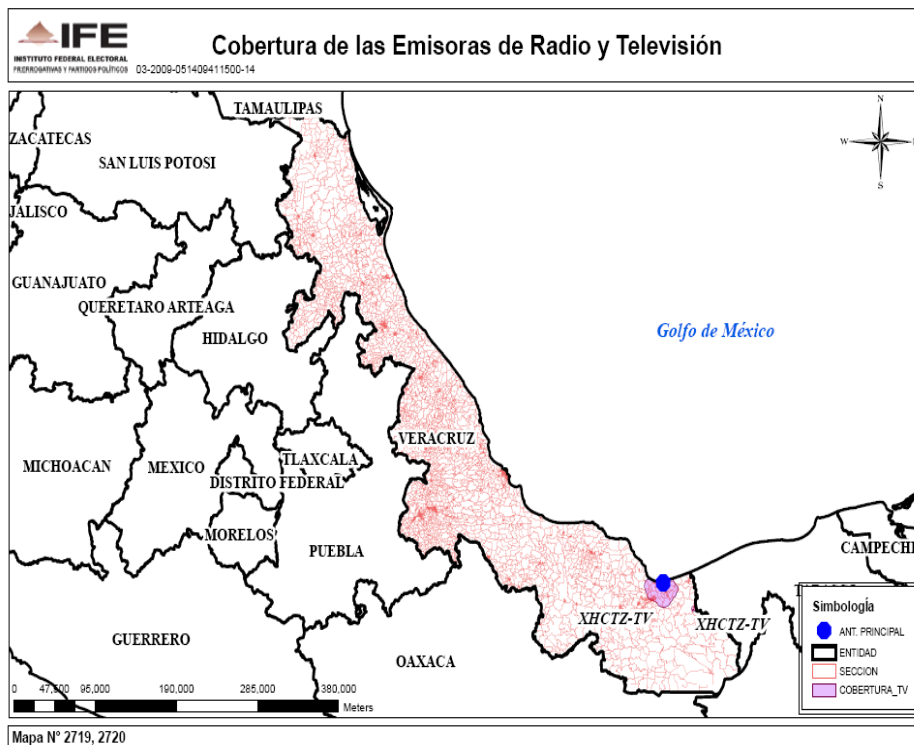 IFE
INSTITUTO FEDERAL ELECTORAL
PRERROGATIVAS Y PARTIDOS POLÍTICOS
03-2009-051409411500-14
Cobertura de las Emisoras de Radio y Televisión
TAMAULIPAS
N
ZACATECAS
SAN LUIS POTOSI
W
S
JALISCO
GUANAJUATO
QUERETARO ARTEAGA
HIDALGO
Golfo de México
VERACRUZ
MICHOACAN
MEXICO
TLAXCALA
DISTRITO FEDERAL
MORELOS
PUEBLA
CAMPECHE
XHCTZ-TV
XHCTZ-TV
GUERRERO
OAXACA
Simbología
ANT. PRINCIPAL
ENTIDAD
SECCION
COBERTURA_TV
0 47,500 95,000 190,000 285,000 390,000
Meters
Mapa N° 2719, 2720